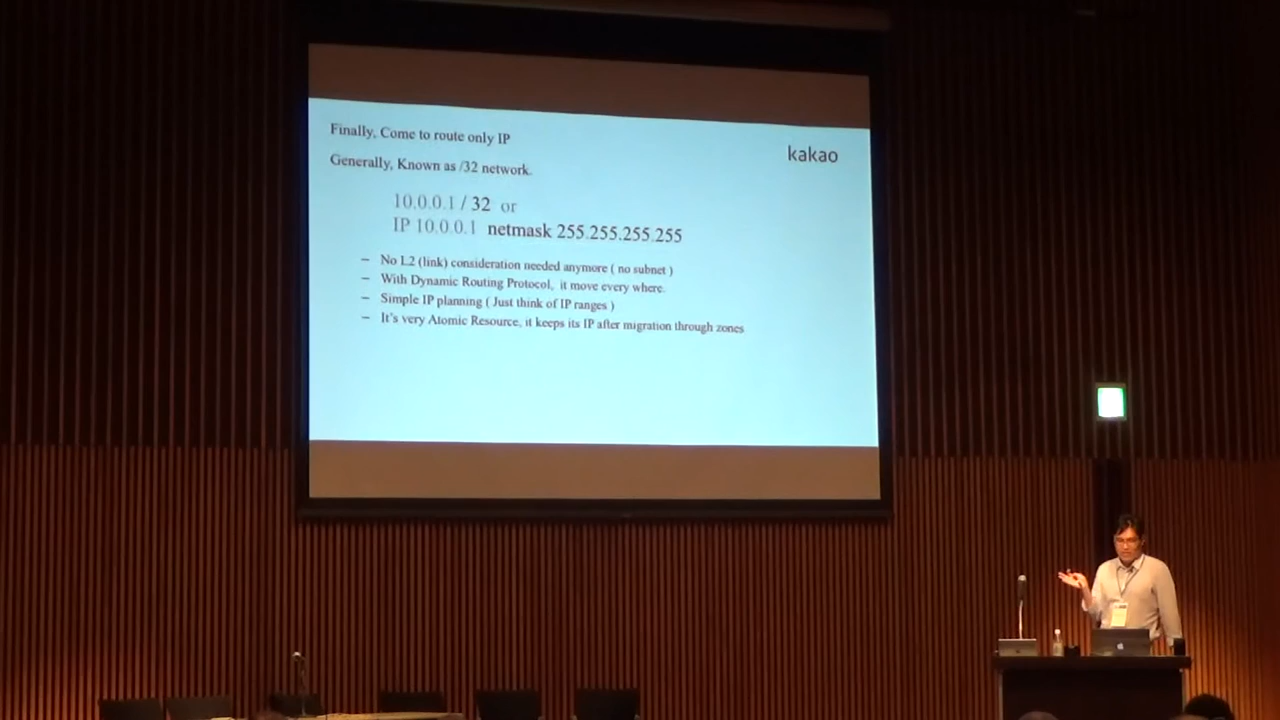 Finally, Come to route only IP
kakao
Generally, Known as /32 network.
10.0.0.1 / 32 or
IP 10.0.0.1 netmask 255.255.255.255
– No L2 (link) consideration needed anymore ( no subnet )
– With Dynamic Routing Protocol, it move every where.
– Simple IP planning ( Just think of IP ranges )
– It's very Atomic Resource, it keeps its IP after migration through zones